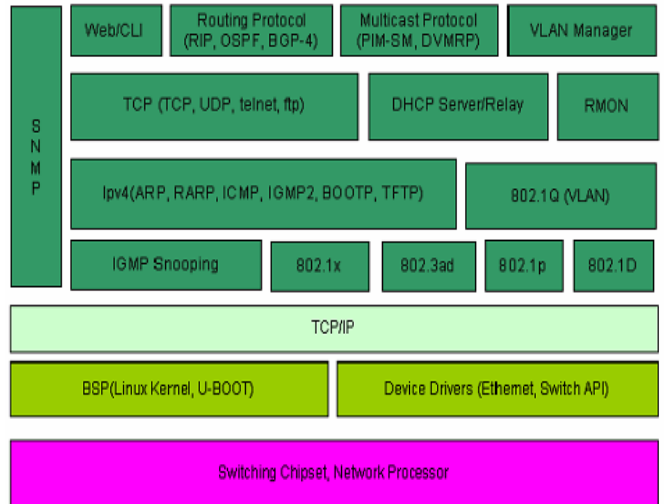 S
N
M
P
Web/CLI
Routing Protocol
(RIP, OSPF, BGP-4)
Multicast Protocol
(PIM-SM, DVMRP)
VLAN Manager
TCP (TCP, UDP, telnet, ftp)
DHCP Server/Relay
RMON
Ipv4(ARP, RARP, ICMP, IGMP2, BOOTP, TFTP)
802.1Q (VLAN)
IGMP Snooping
802.1x
802.3ad
802.1p
802.1D
TCP/IP
BSP(Linux Kernel, U-BOOT)
Device Drivers (Ethernet, Switch API)
Switching Chipset, Network Processor